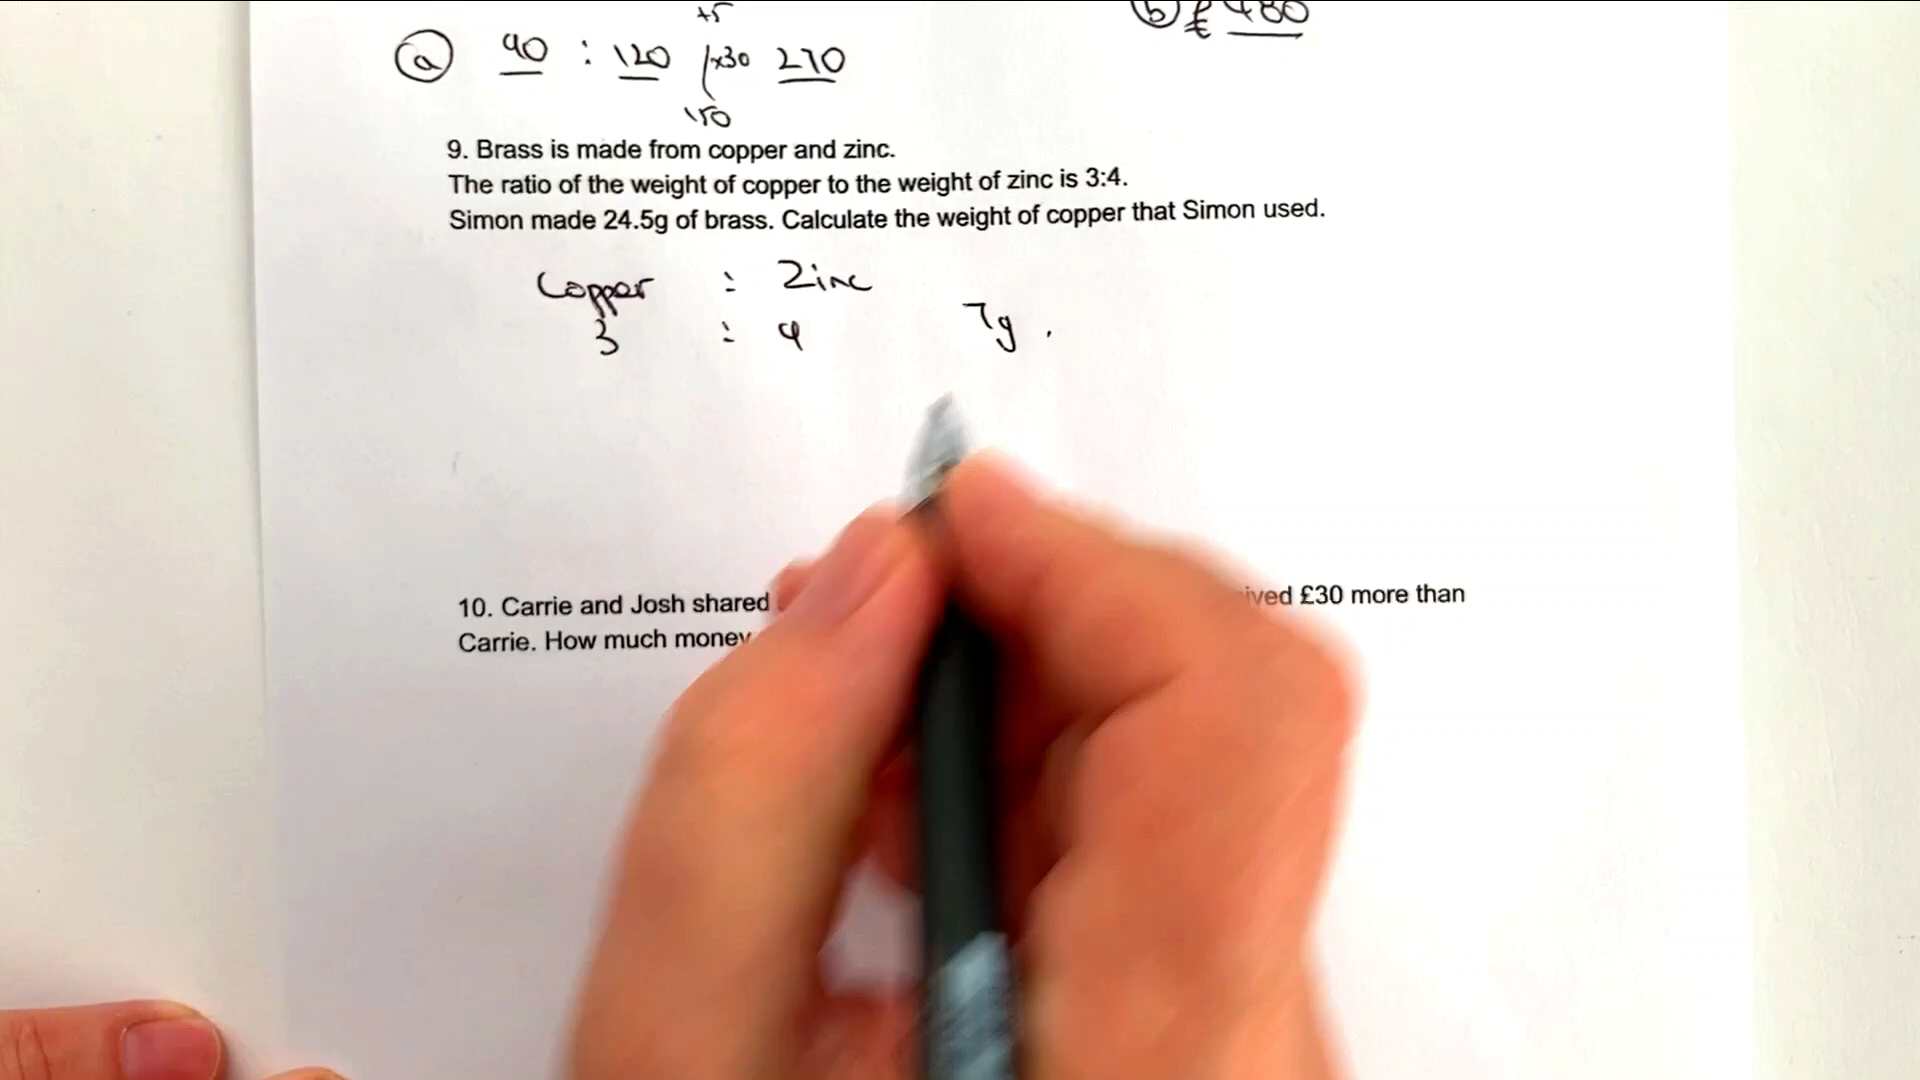 +5
(b) £ 480
(a) 90 : 120 ×30 270
150
9. Brass is made from copper and zinc.
The ratio of the weight of copper to the weight of zinc is 3:4.
Simon made 24.5g of brass. Calculate the weight of copper that Simon used.
Copper : Zinc
3 : 4 7g .
10. Carrie and Josh shared ived £30 more than
Carrie. How much money